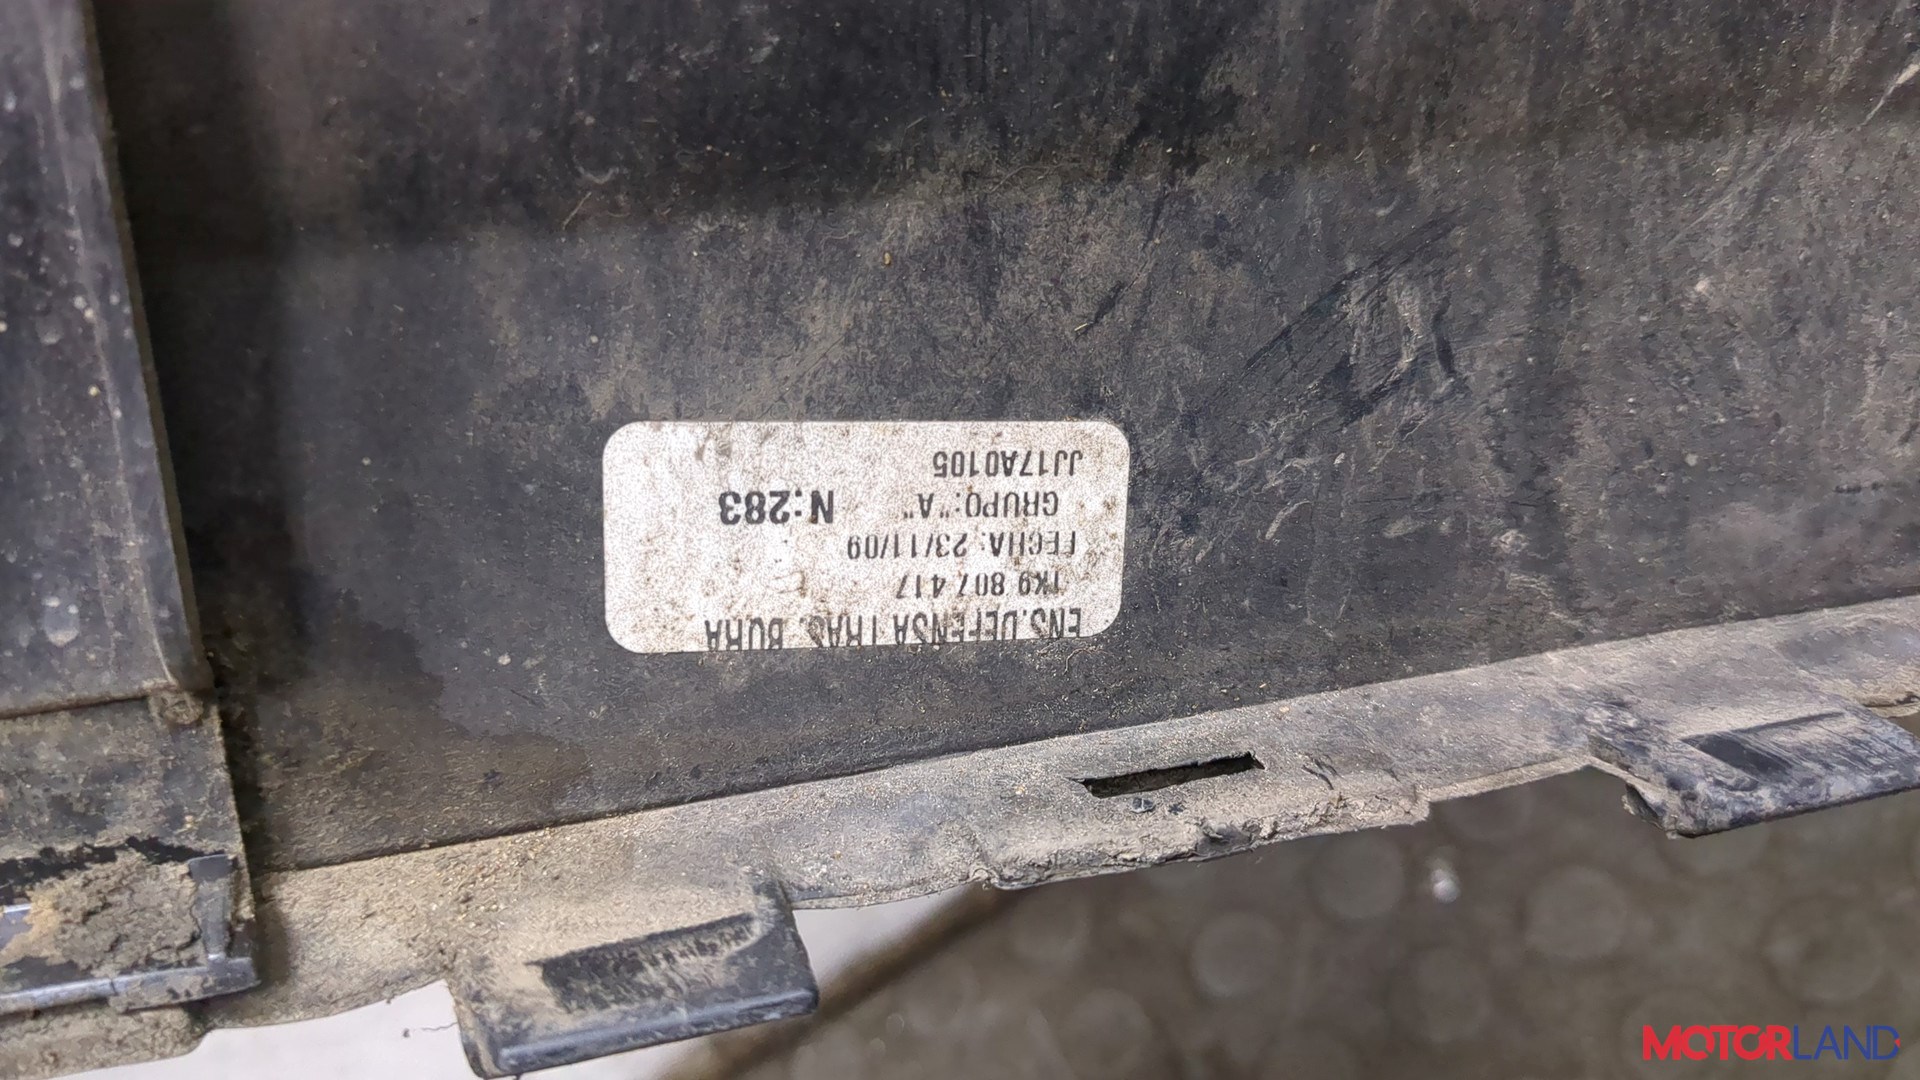 ENS.DEFENSA TRAS. BORA
1K9 807 417
FECHA: 23/11/09
GRUPO:"A" N:283
JJ17A0105
MOTORLAND